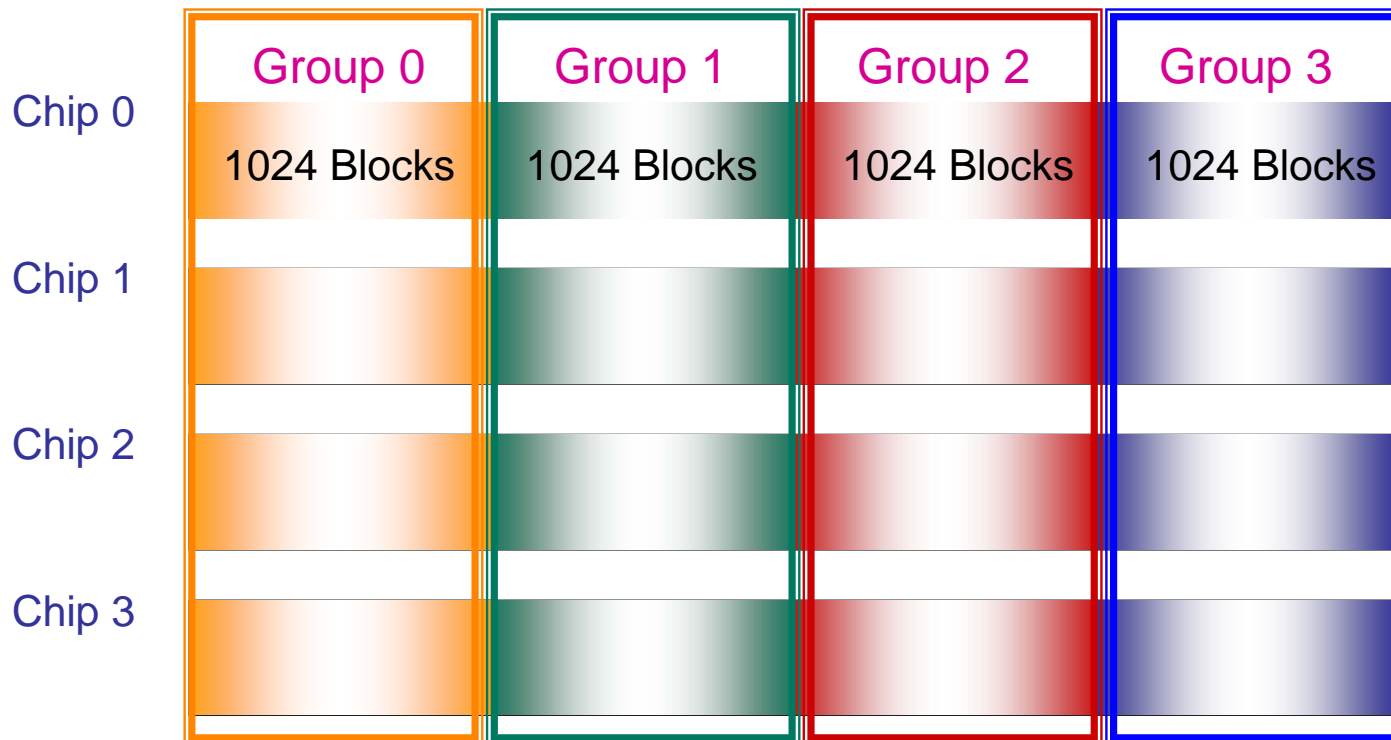 Group 0 Group 1 Group 2 Group 3
Chip 0
1024 Blocks 1024 Blocks 1024 Blocks 1024 Blocks
Chip 1
Chip 2
Chip 3